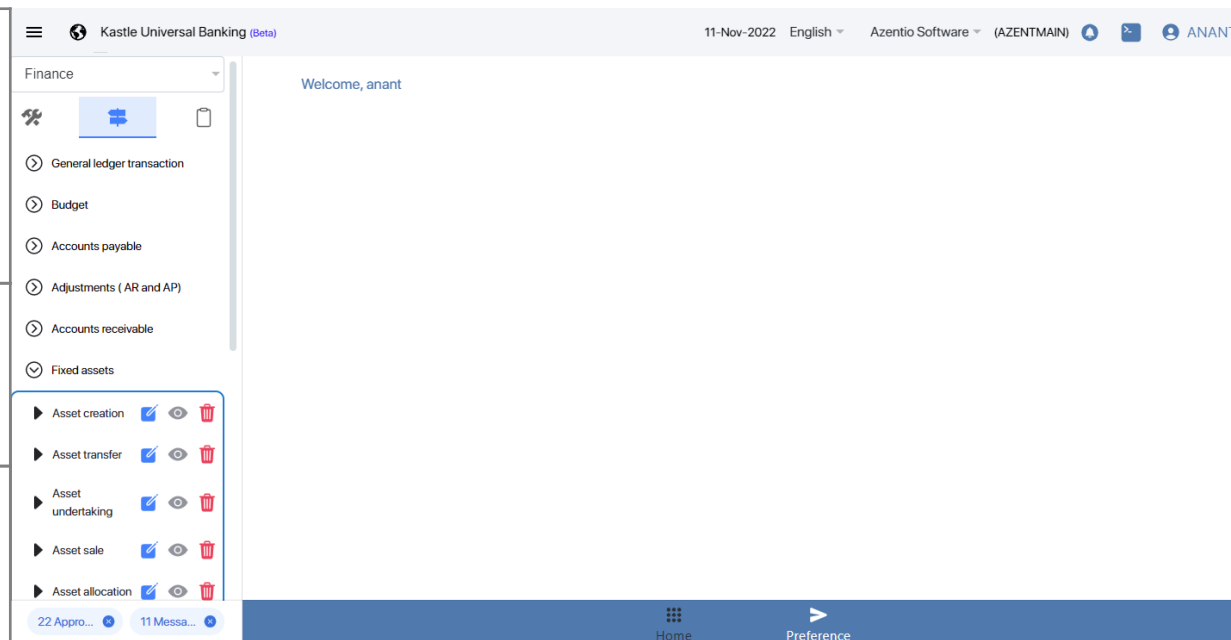 Kastle Universal Banking (Beta)
11-Nov-2022 English Azentio Software (AZENTMAIN) ANANT
Finance
Welcome, anant
General ledger transaction
Budget
Accounts payable
Adjustments ( AR and AP)
Accounts receivable
Fixed assets
Asset creation
Asset transfer
Asset
undertaking
Asset sale
Asset allocation
22 Appro... 11 Messa...
Home Preference